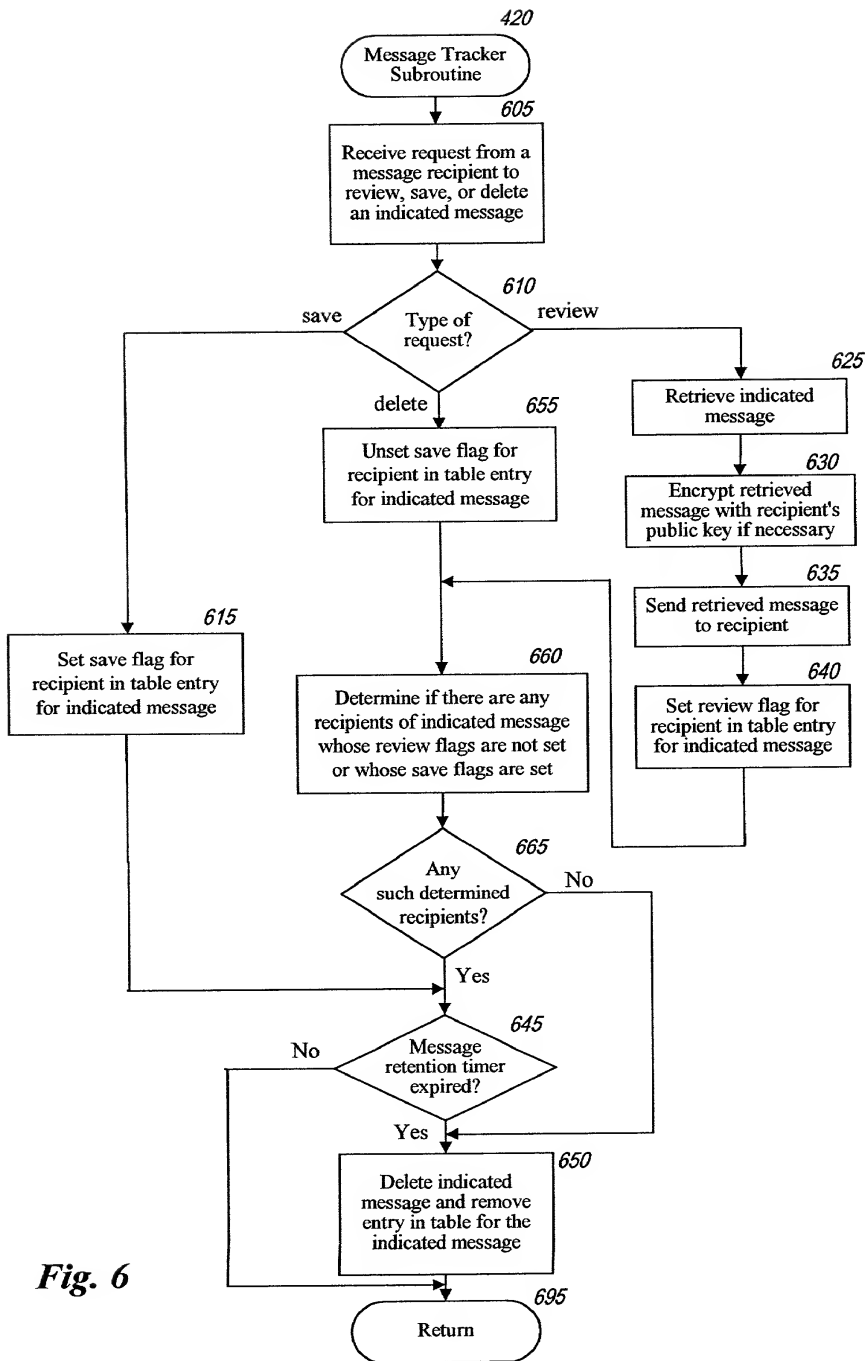 420
Message Tracker
Subroutine
605
Receive request from a
message recipient to
review, save, or delete
an indicated message
610
Type of
request?
save
review
delete
625
Retrieve indicated
message
655
Unset save flag for
recipient in table entry
for indicated message
630
Encrypt retrieved
message with recipient's
public key if necessary
635
Send retrieved message
to recipient
615
Set save flag for
recipient in table entry
for indicated message
660
Determine if there are any
recipients of indicated message
whose review flags are not set
or whose save flags are set
640
Set review flag for
recipient in table entry
for indicated message
665
Any
such determined
recipients?
No
Yes
645
Message
retention timer
expired?
No
Yes
650
Delete indicated
message and remove
entry in table for the
indicated message
Fig. 6
695
Return